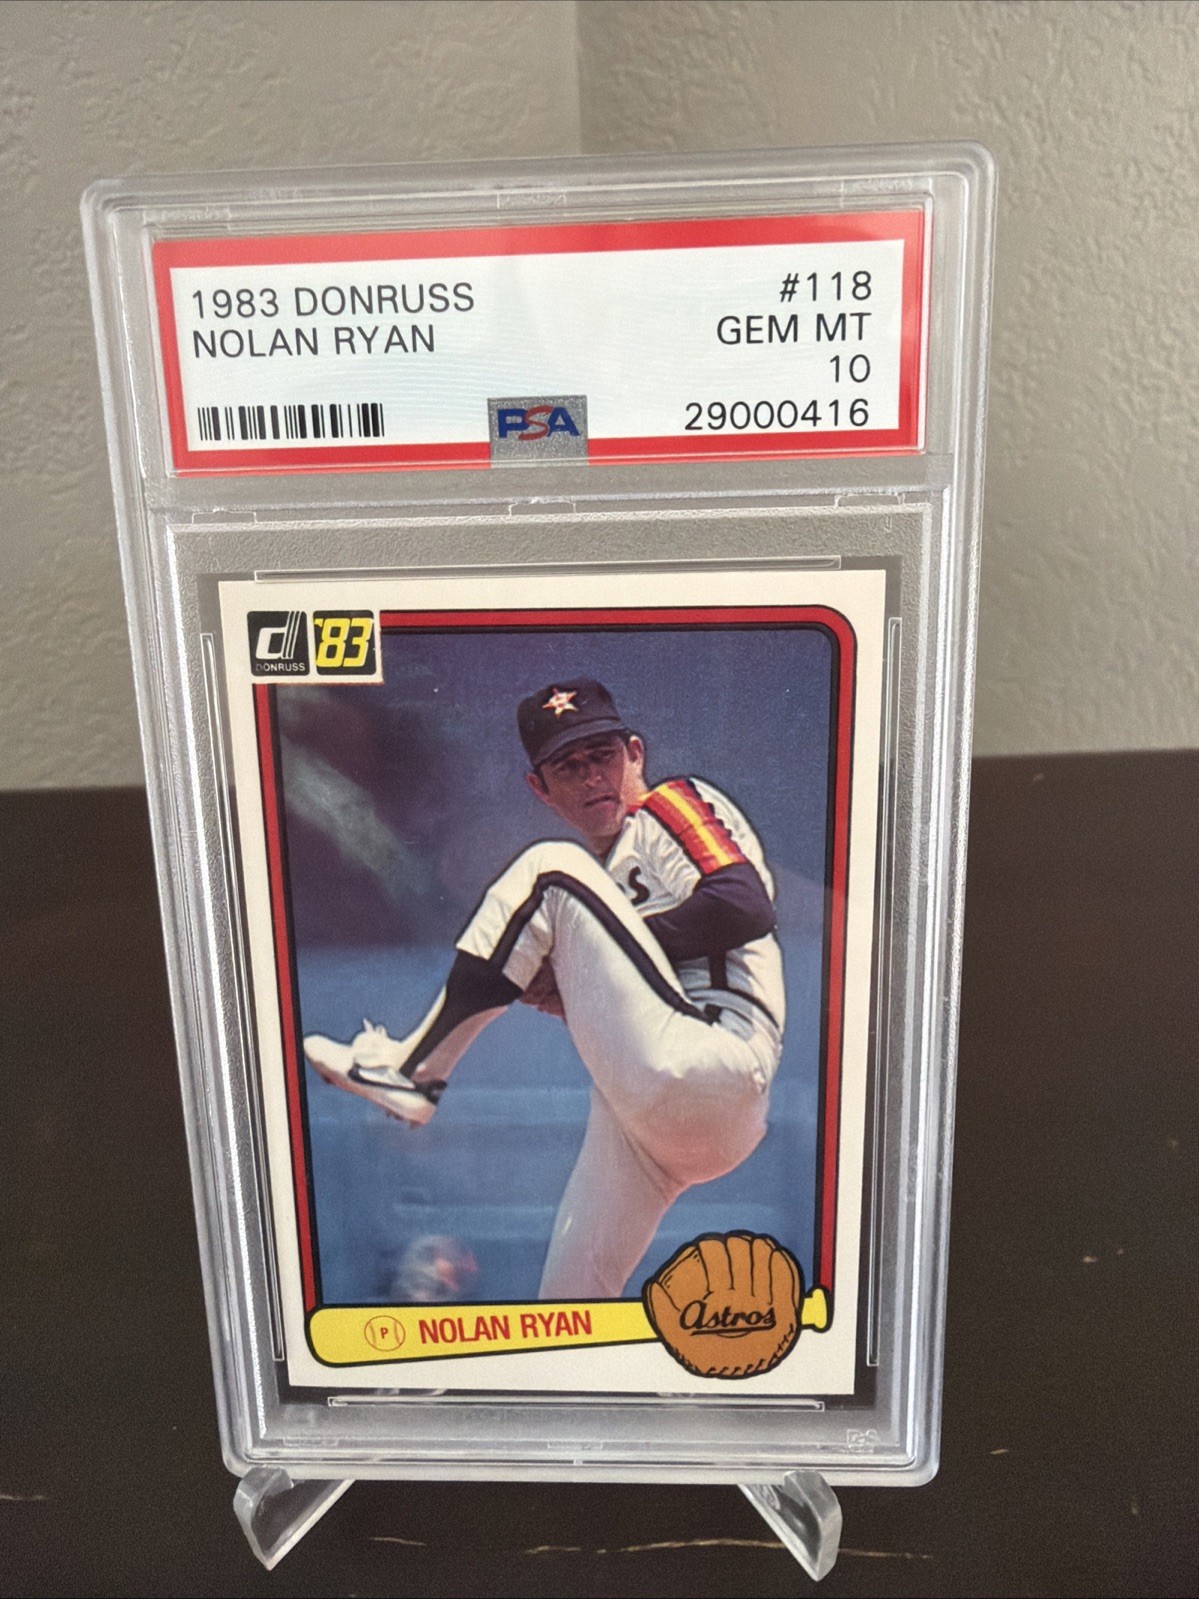 1983 DONRUSS #118
NOLAN RYAN GEM MT
10
PSA 29000416
d '83
DONRUSS
S
P NOLAN RYAN
Astros